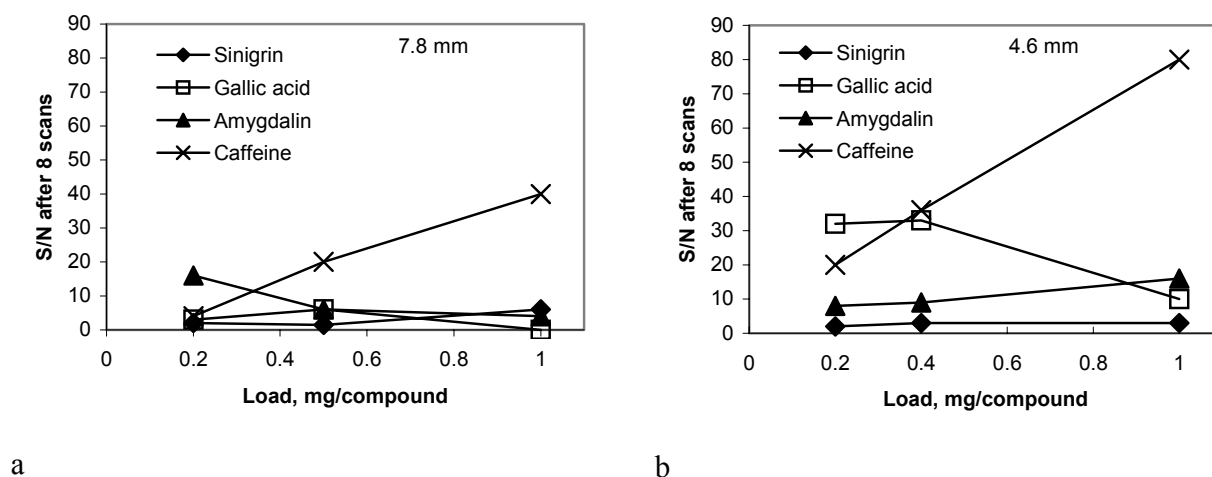 90
80
70
60
50
40
30
20
10
0
S/N after 8 scans
7.8 mm
Sinigrin
Gallic acid
Amygdalin
Caffeine
0 0.2 0.4 0.6 0.8 1
Load, mg/compound
a
90
80
70
60
50
40
30
20
10
0
S/N after 8 scans
4.6 mm
Sinigrin
Gallic acid
Amygdalin
Caffeine
0 0.2 0.4 0.6 0.8 1
Load, mg/compound
b